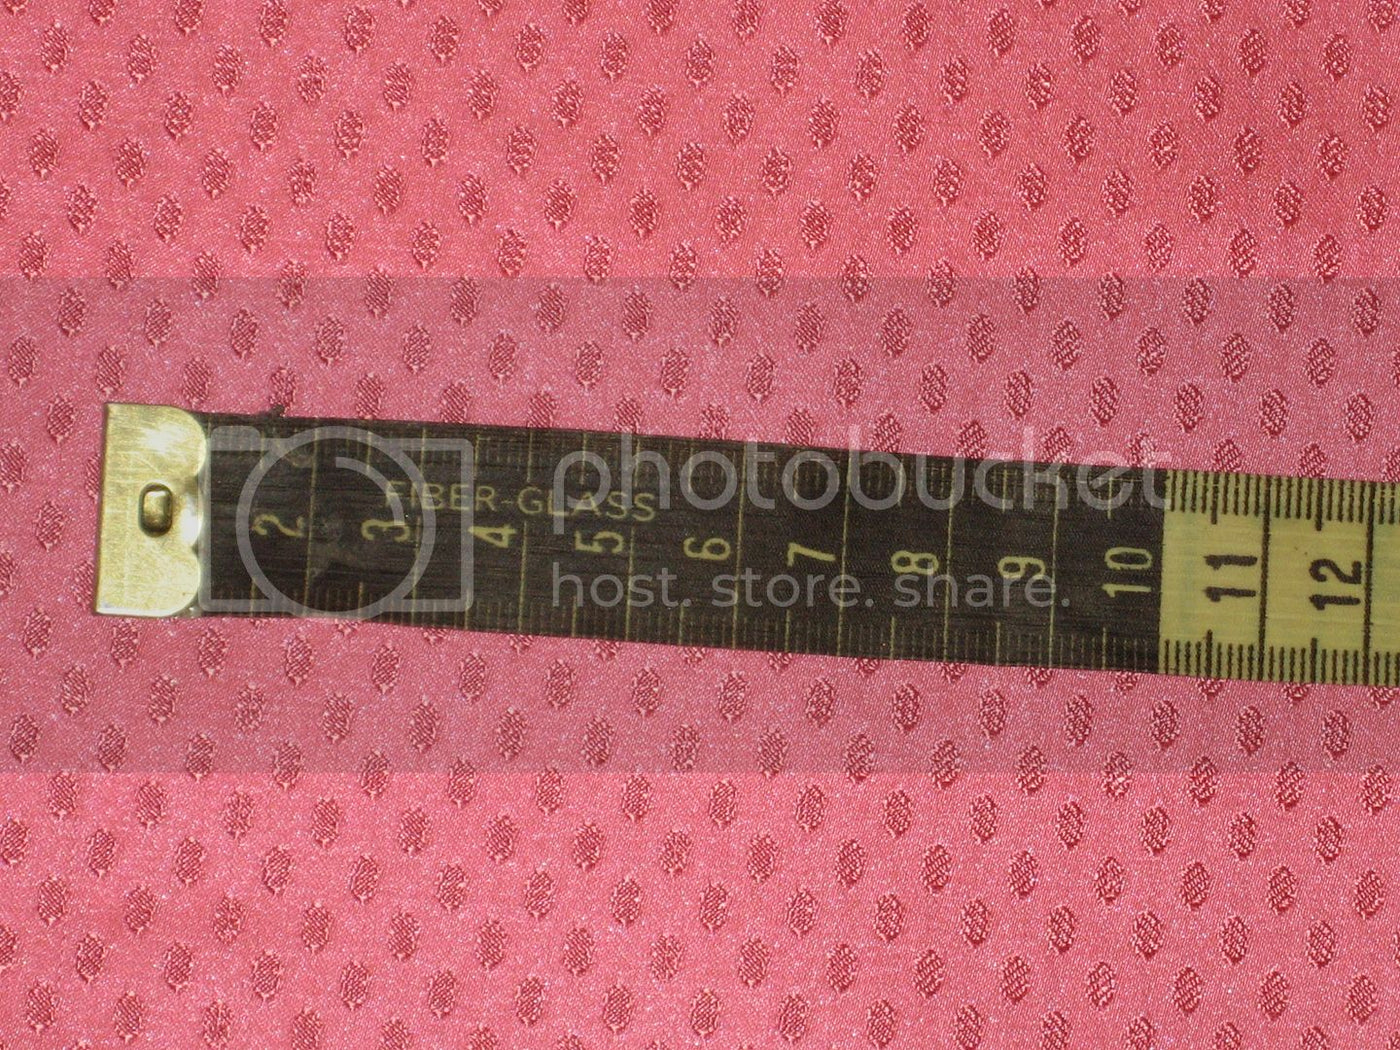 FIBER-GLASS
2 3 4 5 6 7 8 9 10 11 12
photobucket
host. store. share.